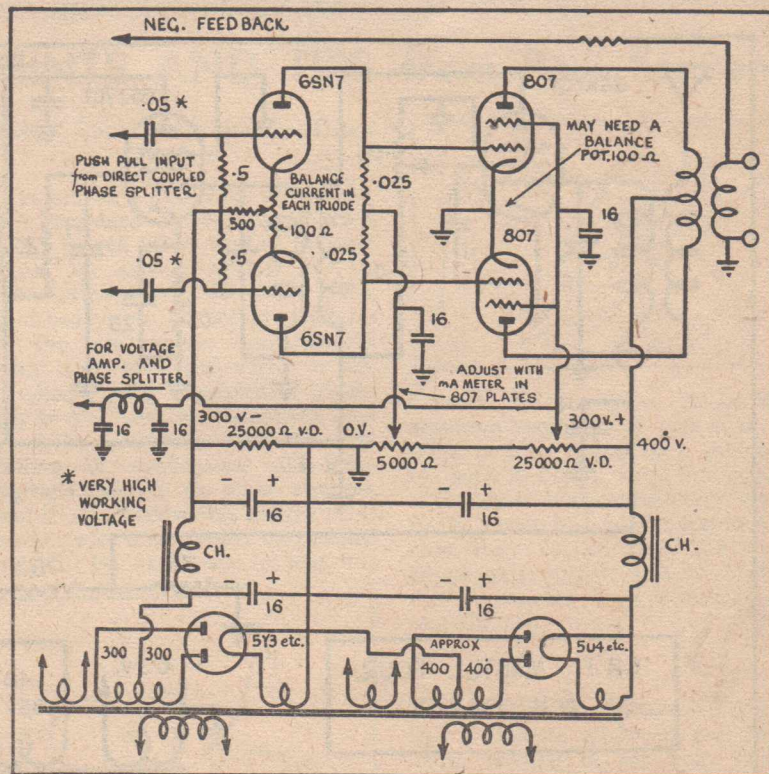 NEG. FEEDBACK
6SN7
807
.05*
MAY NEED A
BALANCE
POT. 100 Ω
PUSH PULL INPUT
from DIRECT COUPLED
PHASE SPLITTER
.5
BALANCE
CURRENT IN
EACH TRIODE
.025
500
100 Ω
.025
16
807
.5
.05*
6SN7
16
FOR VOLTAGE
AMP. AND
PHASE SPLITTER
ADJUST WITH
mA METER IN
807 PLATES
16
16
300 V-
25000 Ω V.D.
O.V.
5000 Ω
300 V.+
25000 Ω V.D.
400 V.
* VERY HIGH
WORKING
VOLTAGE
- +
16
- +
16
CH.
CH.
- +
16
- +
16
300
300
5Y3 etc.
APPROX
400
400
5U4 etc.